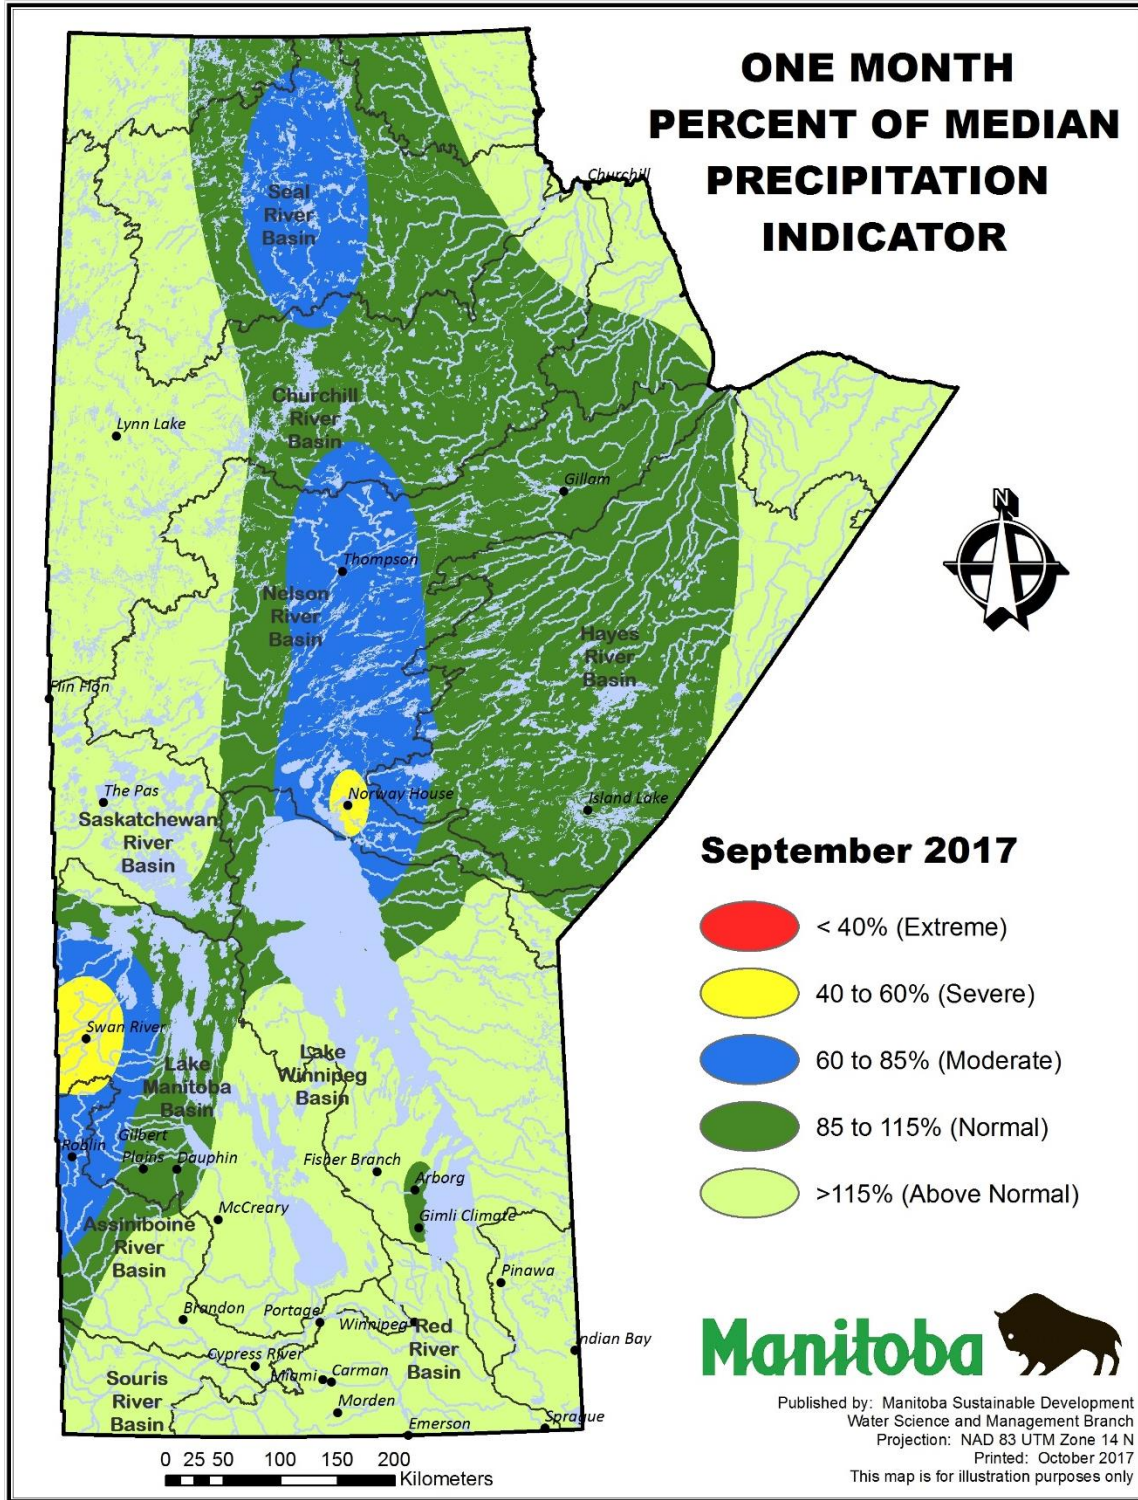 ONE MONTH
PERCENT OF MEDIAN
PRECIPITATION
INDICATOR
Churchill
Seal
River
Basin
Churchill
River
Basin
Lynn Lake
Gillam
Thompson
Nelson
River
Basin
Hayes
River
Basin
N
Flin Flon
The Pas
Norway House
Island Lake
Saskatchewan
River
Basin
September 2017
< 40% (Extreme)
40 to 60% (Severe)
60 to 85% (Moderate)
85 to 115% (Normal)
>115% (Above Normal)
Swan River
Lake
Manitoba
Basin
Lake
Winnipeg
Basin
Roblin
Gilbert
Plains
Dauphin
Fisher Branch
Arborg
McCreary
Gimli Climate
Assiniboine
River
Basin
Pinawa
Brandon
Portage
Winnipeg
Red
River
Basin
Indian Bay
Cypress River
Miami
Carman
Souris
River
Basin
Morden
Emerson
Sprague
0 25 50 100 150 200
Kilometers
Manitoba
Published by: Manitoba Sustainable Development
Water Science and Management Branch
Projection: NAD 83 UTM Zone 14 N
Printed: October 2017
This map is for illustration purposes only